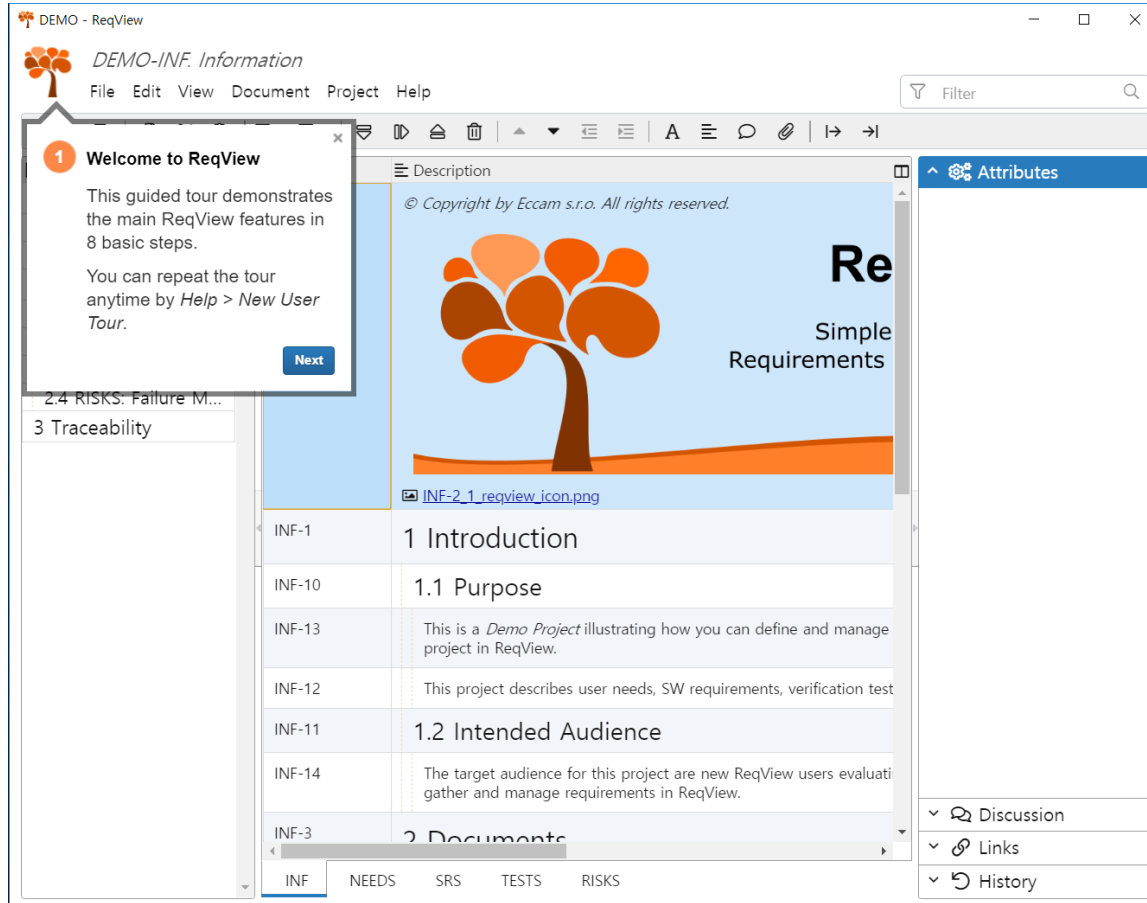 DEMO - ReqView
DEMO-INF. Information
File Edit View Document Project Help
Filter
1 Welcome to ReqView
This guided tour demonstrates
the main ReqView features in
8 basic steps.
You can repeat the tour
anytime by Help > New User
Tour.
Next
2.4 RISKS: Failure M...
3 Traceability
Description
© Copyright by Eccam s.r.o. All rights reserved.
Re
Simple
Requirements
INF-2_1_reqview_icon.png
INF-1 1 Introduction
INF-10 1.1 Purpose
INF-13 This is a Demo Project illustrating how you can define and manage
project in ReqView.
INF-12 This project describes user needs, SW requirements, verification test
INF-11 1.2 Intended Audience
INF-14 The target audience for this project are new ReqView users evaluati
gather and manage requirements in ReqView.
INF-3 2 Documents
INF NEEDS SRS TESTS RISKS
Attributes
Discussion
Links
History